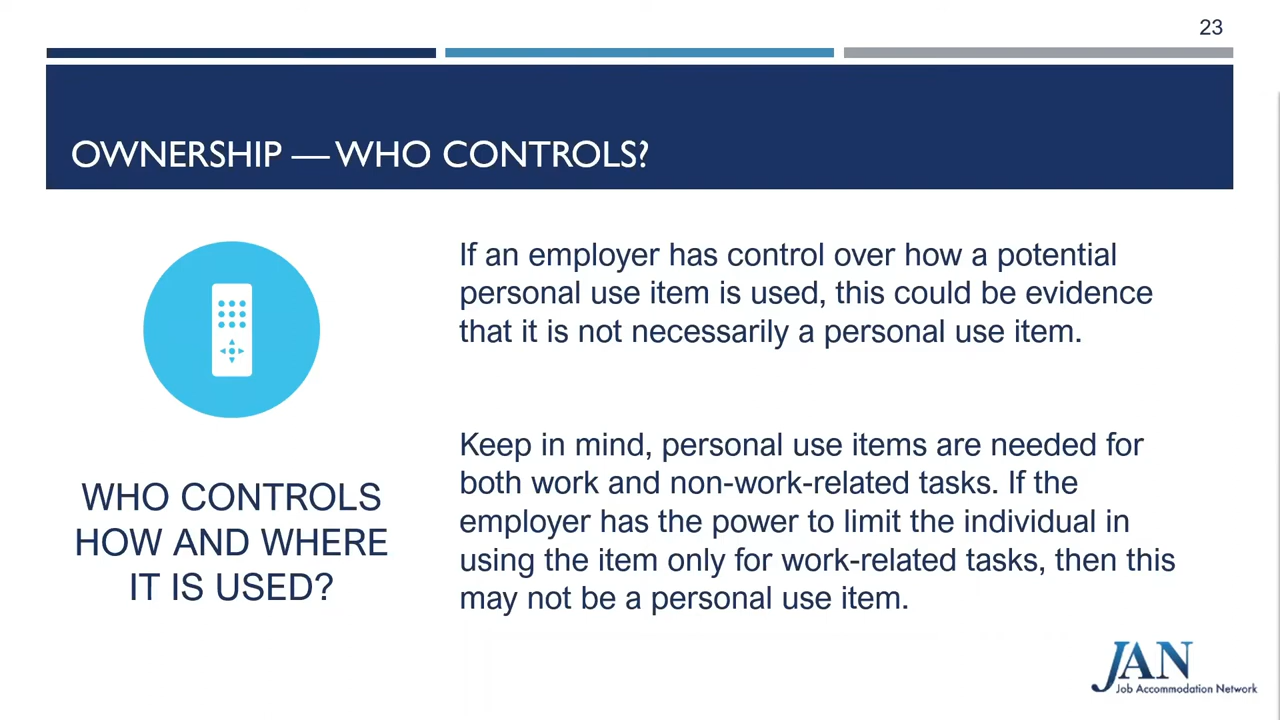 23
OWNERSHIP — WHO CONTROLS?
WHO CONTROLS
HOW AND WHERE
IT IS USED?
If an employer has control over how a potential
personal use item is used, this could be evidence
that it is not necessarily a personal use item.
Keep in mind, personal use items are needed for
both work and non-work-related tasks. If the
employer has the power to limit the individual in
using the item only for work-related tasks, then this
may not be a personal use item.
JAN
Job Accommodation Network